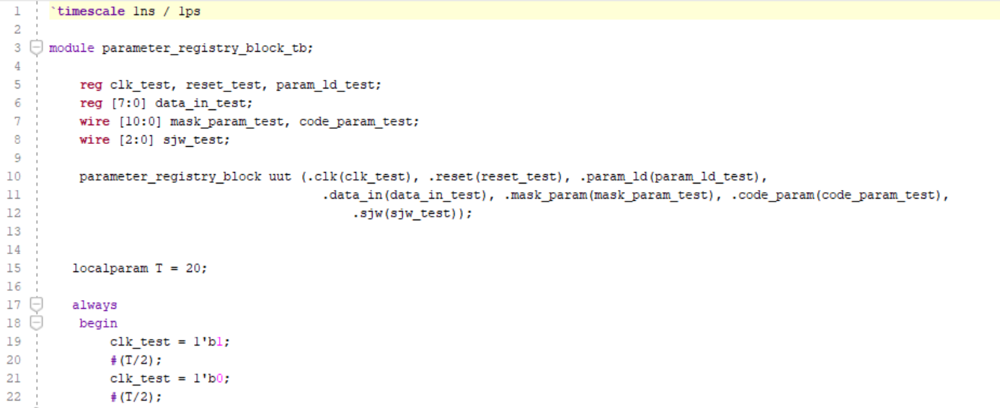 1 `timescale 1ns / 1ps
2
3 module parameter_registry_block_tb;
4
5 reg clk_test, reset_test, param_ld_test;
6 reg [7:0] data_in_test;
7 wire [10:0] mask_param_test, code_param_test;
8 wire [2:0] sjw_test;
9
10 parameter_registry_block uut (.clk(clk_test), .reset(reset_test), .param_ld(param_ld_test),
11 .data_in(data_in_test), .mask_param(mask_param_test), .code_param(code_param_test),
12 .sjw(sjw_test));
13
14
15 localparam T = 20;
16
17 always
18 begin
19 clk_test = 1'b1;
20 #(T/2);
21 clk_test = 1'b0;
22 #(T/2);